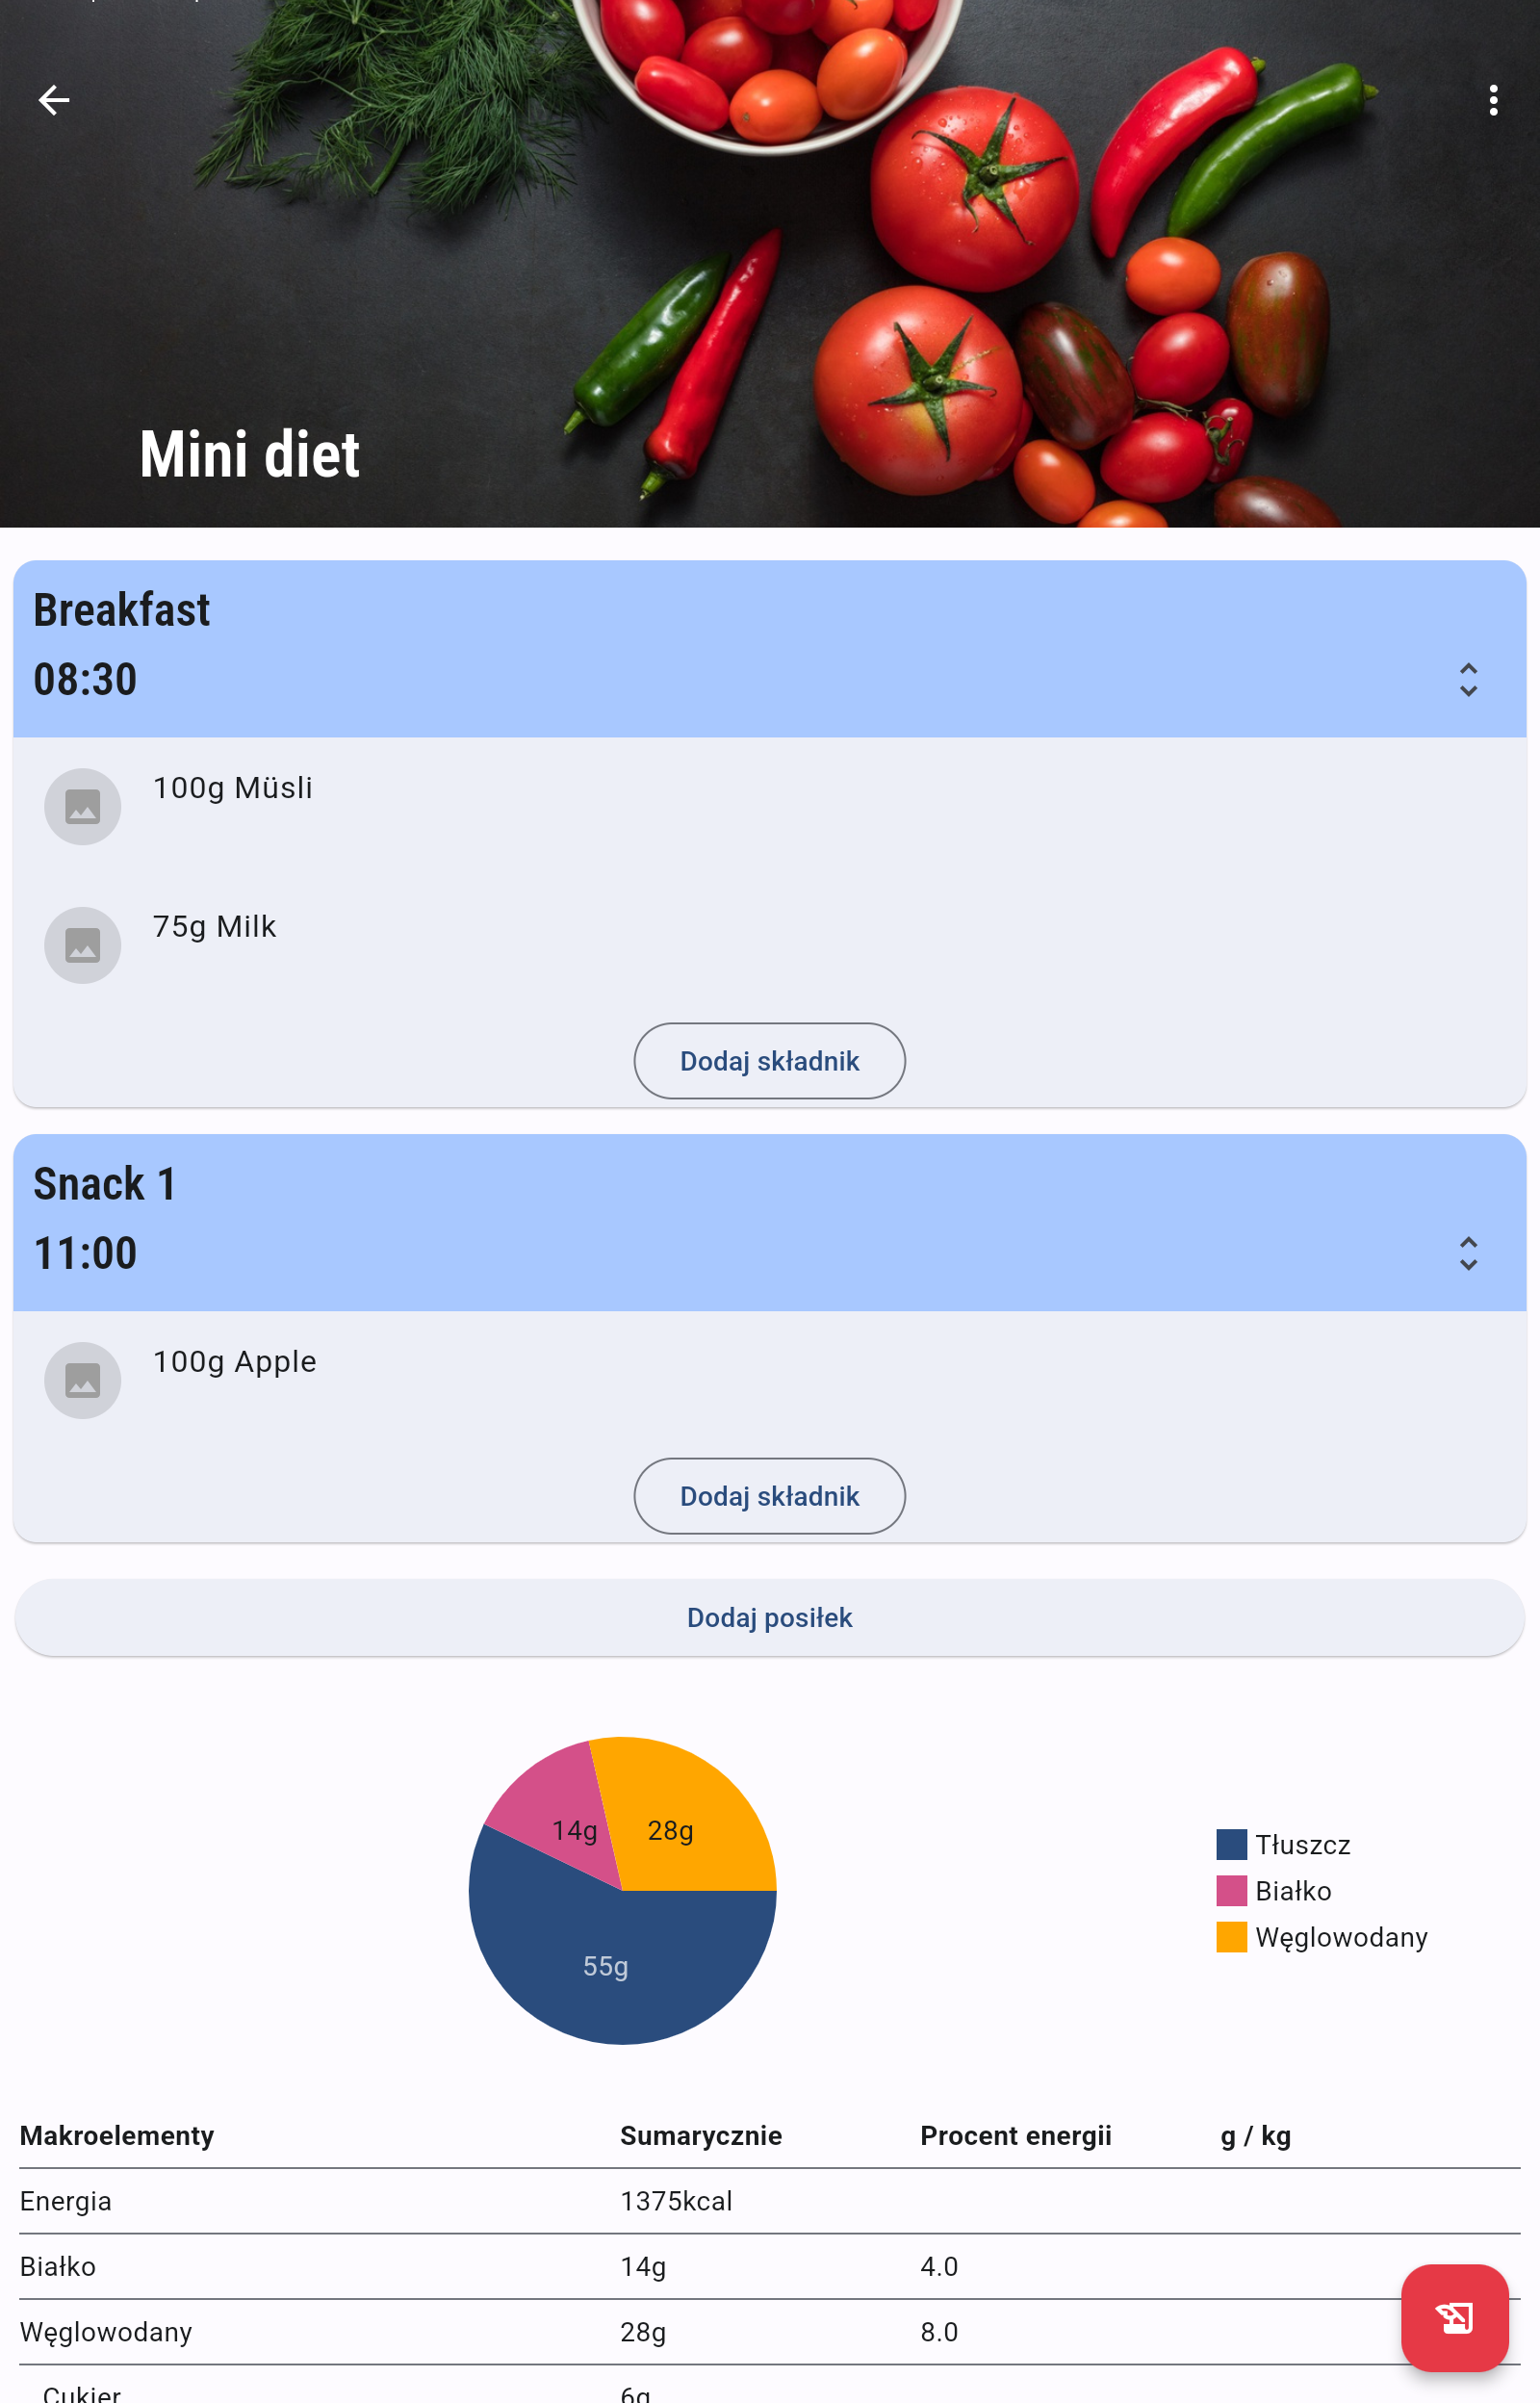 Mini diet
Breakfast
08:30
100g Müsli
75g Milk
Dodaj składnik
Snack 1
11:00
100g Apple
Dodaj składnik
Dodaj posiłek
14g
28g
55g
Tłuszcz
Białko
Węglowodany
Makroelementy Sumarycznie Procent energii g / kg
Energia 1375kcal
Białko 14g 4.0
Węglowodany 28g 8.0
Cukier 6g